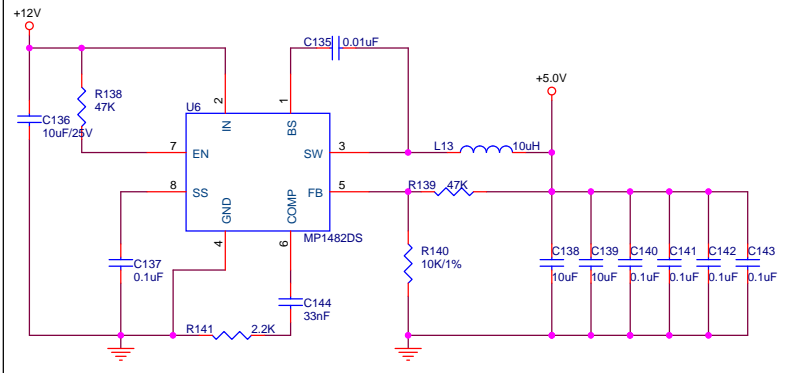 +12V
C135
0.01uF
+5.0V
R138
47K
U6
2
1
C136
10uF/25V
IN
BS
7
EN
SW
3
L13
10uH
8
SS
FB
5
R139
47K
GND
COMP
4
6
MP1482DS
C137
0.1uF
R140
10K/1%
C138
10uF
C139
10uF
C140
0.1uF
C141
0.1uF
C142
0.1uF
C143
0.1uF
C144
33nF
R141
2.2K